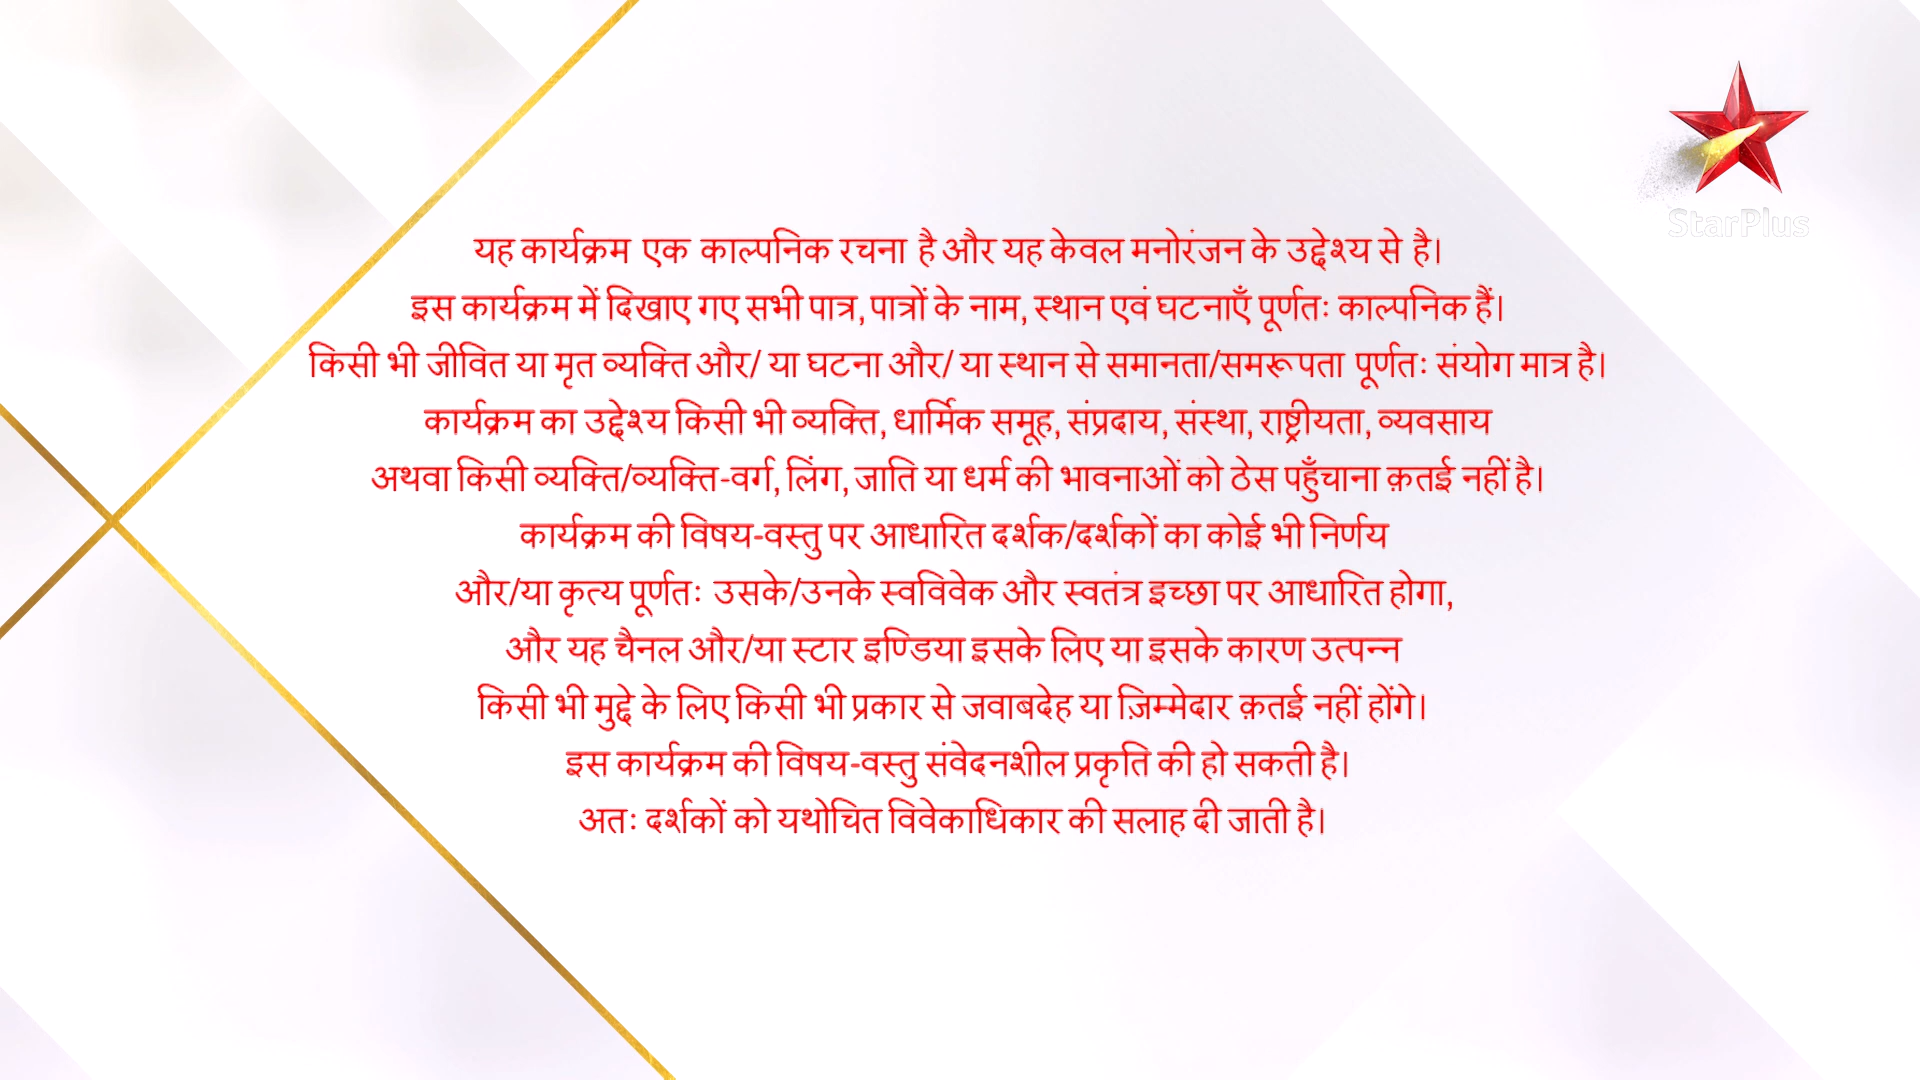 StarPlus
यह कार्यक्रम एक काल्पनिक रचना है और यह केवल मनोरंजन के उद्देश्य से है।
इस कार्यक्रम में दिखाए गए सभी पात्र, पात्रों के नाम, स्थान एवं घटनाएँ पूर्णतः काल्पनिक हैं।
किसी भी जीवित या मृत व्यक्ति और/ या घटना और/ या स्थान से समानता/समरूपता पूर्णतः संयोग मात्र है।
कार्यक्रम का उद्देश्य किसी भी व्यक्ति, धार्मिक समूह, संप्रदाय, संस्था, राष्ट्रीयता, व्यवसाय
अथवा किसी व्यक्ति/व्यक्ति-वर्ग, लिंग, जाति या धर्म की भावनाओं को ठेस पहुँचाना क़तई नहीं है।
कार्यक्रम की विषय-वस्तु पर आधारित दर्शक/दर्शकों का कोई भी निर्णय
और/या कृत्य पूर्णतः उसके/उनके स्वविवेक और स्वतंत्र इच्छा पर आधारित होगा,
और यह चैनल और/या स्टार इण्डिया इसके लिए या इसके कारण उत्पन्न
किसी भी मुद्दे के लिए किसी भी प्रकार से जवाबदेह या ज़िम्मेदार क़तई नहीं होंगे।
इस कार्यक्रम की विषय-वस्तु संवेदनशील प्रकृति की हो सकती है।
अतः दर्शकों को यथोचित विवेकाधिकार की सलाह दी जाती है।